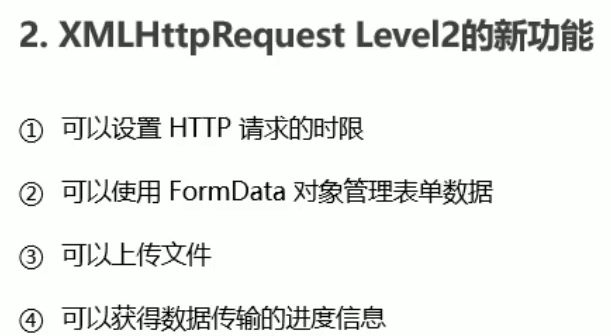 2. XMLHttpRequest Level2的新功能
① 可以设置 HTTP 请求的时限
② 可以使用 FormData 对象管理表单数据
③ 可以上传文件
④ 可以获得数据传输的进度信息